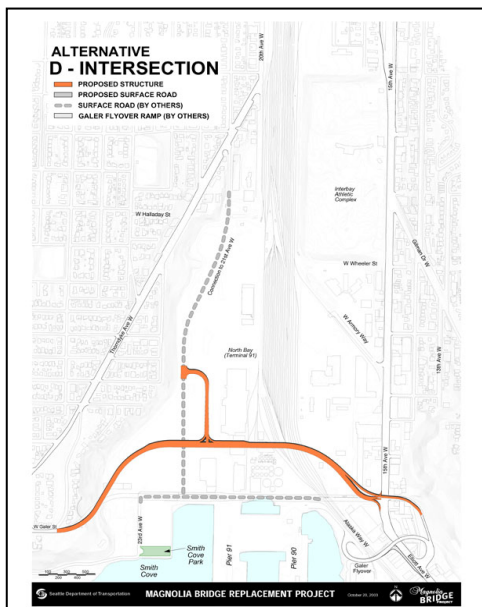 ALTERNATIVE
D - INTERSECTION
PROPOSED STRUCTURE
PROPOSED SURFACE ROAD
SURFACE ROAD (BY OTHERS)
GALER FLYOVER RAMP (BY OTHERS)
20th Ave W
15th Ave W
Interbay
Athletic
Complex
W Halladay St
Gilman Dr W
Connection to 21st Ave W
W Wheeler St
Thorndyke Ave W
W Armory Way
North Bay
(Terminal 91)
13th Ave W
15th Ave W
W Galer St
23rd Ave W
Alaska Way W
Elliott Ave W
Smith
Cove
Park
Pier 91
Pier 90
Galer
Flyover
Smith
Cove
Seattle Department of Transportation
MAGNOLIA BRIDGE REPLACEMENT PROJECT
Magnolia
BRIDGE